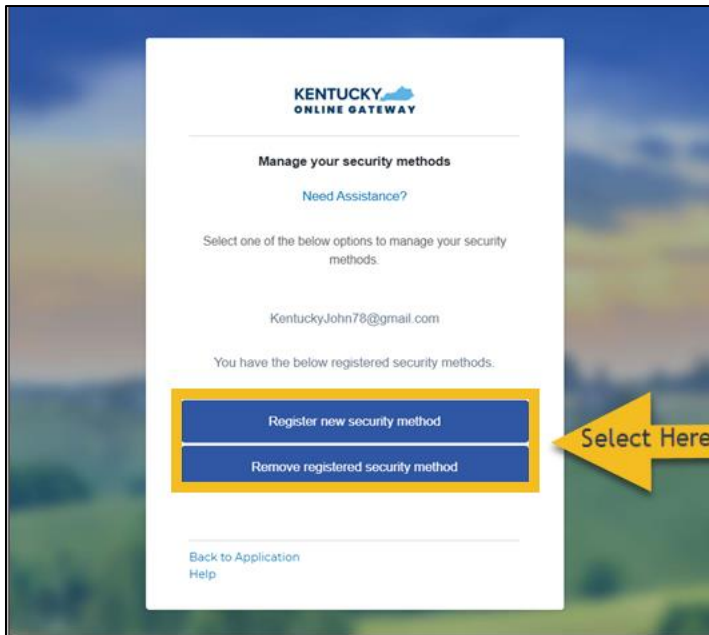 KENTUCKY
ONLINE GATEWAY
Manage your security methods
Need Assistance?
Select one of the below options to manage your security
methods.
KentuckyJohn78@gmail.com
You have the below registered security methods.
Register new security method
Select Here
Remove registered security method
Back to Application
Help